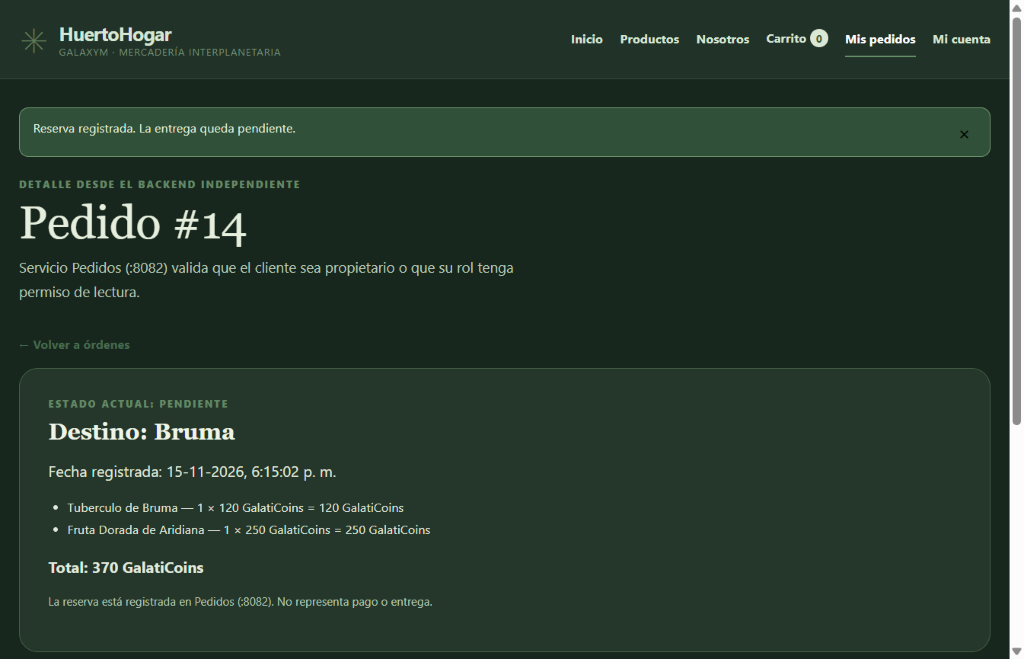 HuertoHogar
GALAXYM · MERCADERÍA INTERPLANETARIA
Inicio Productos Nosotros Carrito 0 Mis pedidos Mi cuenta
Reserva registrada. La entrega queda pendiente.
×
DETALLE DESDE EL BACKEND INDEPENDIENTE
Pedido #14
Servicio Pedidos (:8082) valida que el cliente sea propietario o que su rol tenga
permiso de lectura.
← Volver a órdenes
ESTADO ACTUAL: PENDIENTE
Destino: Bruma
Fecha registrada: 15-11-2026, 6:15:02 p. m.
• Tuberculo de Bruma — 1 × 120 GalatiCoins = 120 GalatiCoins
• Fruta Dorada de Aridiana — 1 × 250 GalatiCoins = 250 GalatiCoins
Total: 370 GalatiCoins
La reserva está registrada en Pedidos (:8082). No representa pago o entrega.